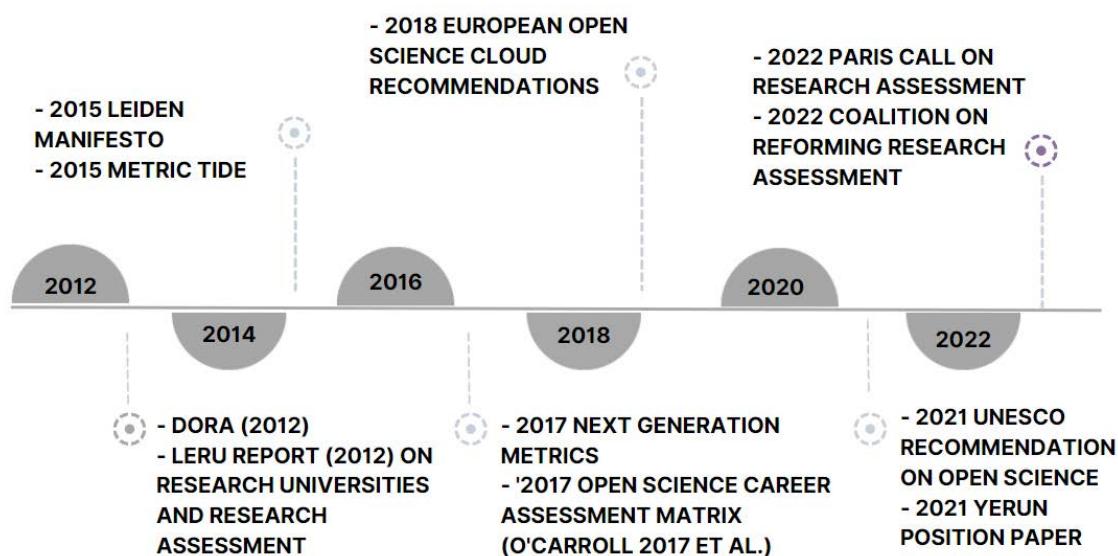 - 2018 EUROPEAN OPEN
SCIENCE CLOUD
RECOMMENDATIONS
- 2022 PARIS CALL ON
RESEARCH ASSESSMENT
- 2022 COALITION ON
REFORMING RESEARCH
ASSESSMENT
- 2015 LEIDEN
MANIFESTO
- 2015 METRIC TIDE
2012
2014
2016
2018
2020
2022
- DORA (2012)
- LERU REPORT (2012) ON
RESEARCH UNIVERSITIES
AND RESEARCH
ASSESSMENT
- 2017 NEXT GENERATION
METRICS
- '2017 OPEN SCIENCE CAREER
ASSESSMENT MATRIX
(O'CARROLL 2017 ET AL.)
- 2021 UNESCO
RECOMMENDATION
ON OPEN SCIENCE
- 2021 YERUN
POSITION PAPER